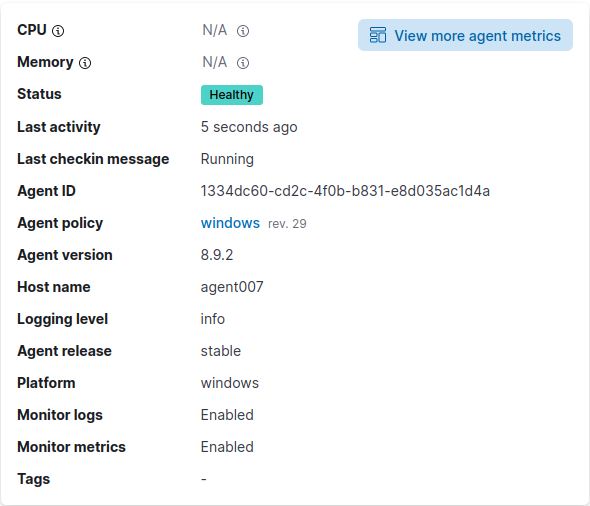 CPU N/A View more agent metrics
Memory N/A
Status Healthy
Last activity 5 seconds ago
Last checkin message Running
Agent ID 1334dc60-cd2c-4f0b-b831-e8d035ac1d4a
Agent policy windows rev. 29
Agent version 8.9.2
Host name agent007
Logging level info
Agent release stable
Platform windows
Monitor logs Enabled
Monitor metrics Enabled
Tags -